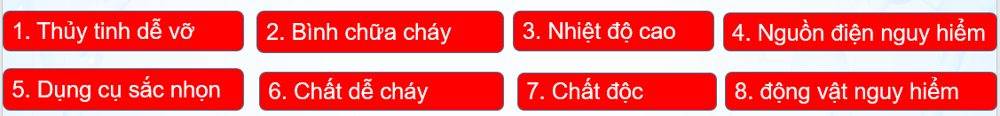 1. Thủy tinh dễ vỡ
2. Bình chữa cháy
3. Nhiệt độ cao
4. Nguồn điện nguy hiểm
5. Dụng cụ sắc nhọn
6. Chất dễ cháy
7. Chất độc
8. động vật nguy hiểm